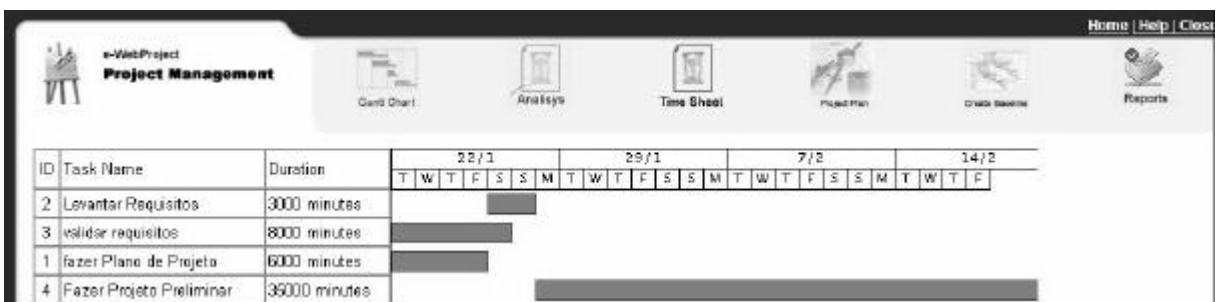 Home | Help | Close
e-WebProject
Project Management
Gantt Chart
Analisys
Time Sheet
Project Plan
Create Baseline
Reports
ID Task Name Duration 22/1 29/1 7/2 14/2
T W T F S S M T W T F S S M T W T F S S M T W T F
2 Levantar Requisitos 3000 minutes
3 validar requisitos 8000 minutes
1 fazer Plano de Projeto 6000 minutes
4 Fazer Projeto Preliminar 35000 minutes